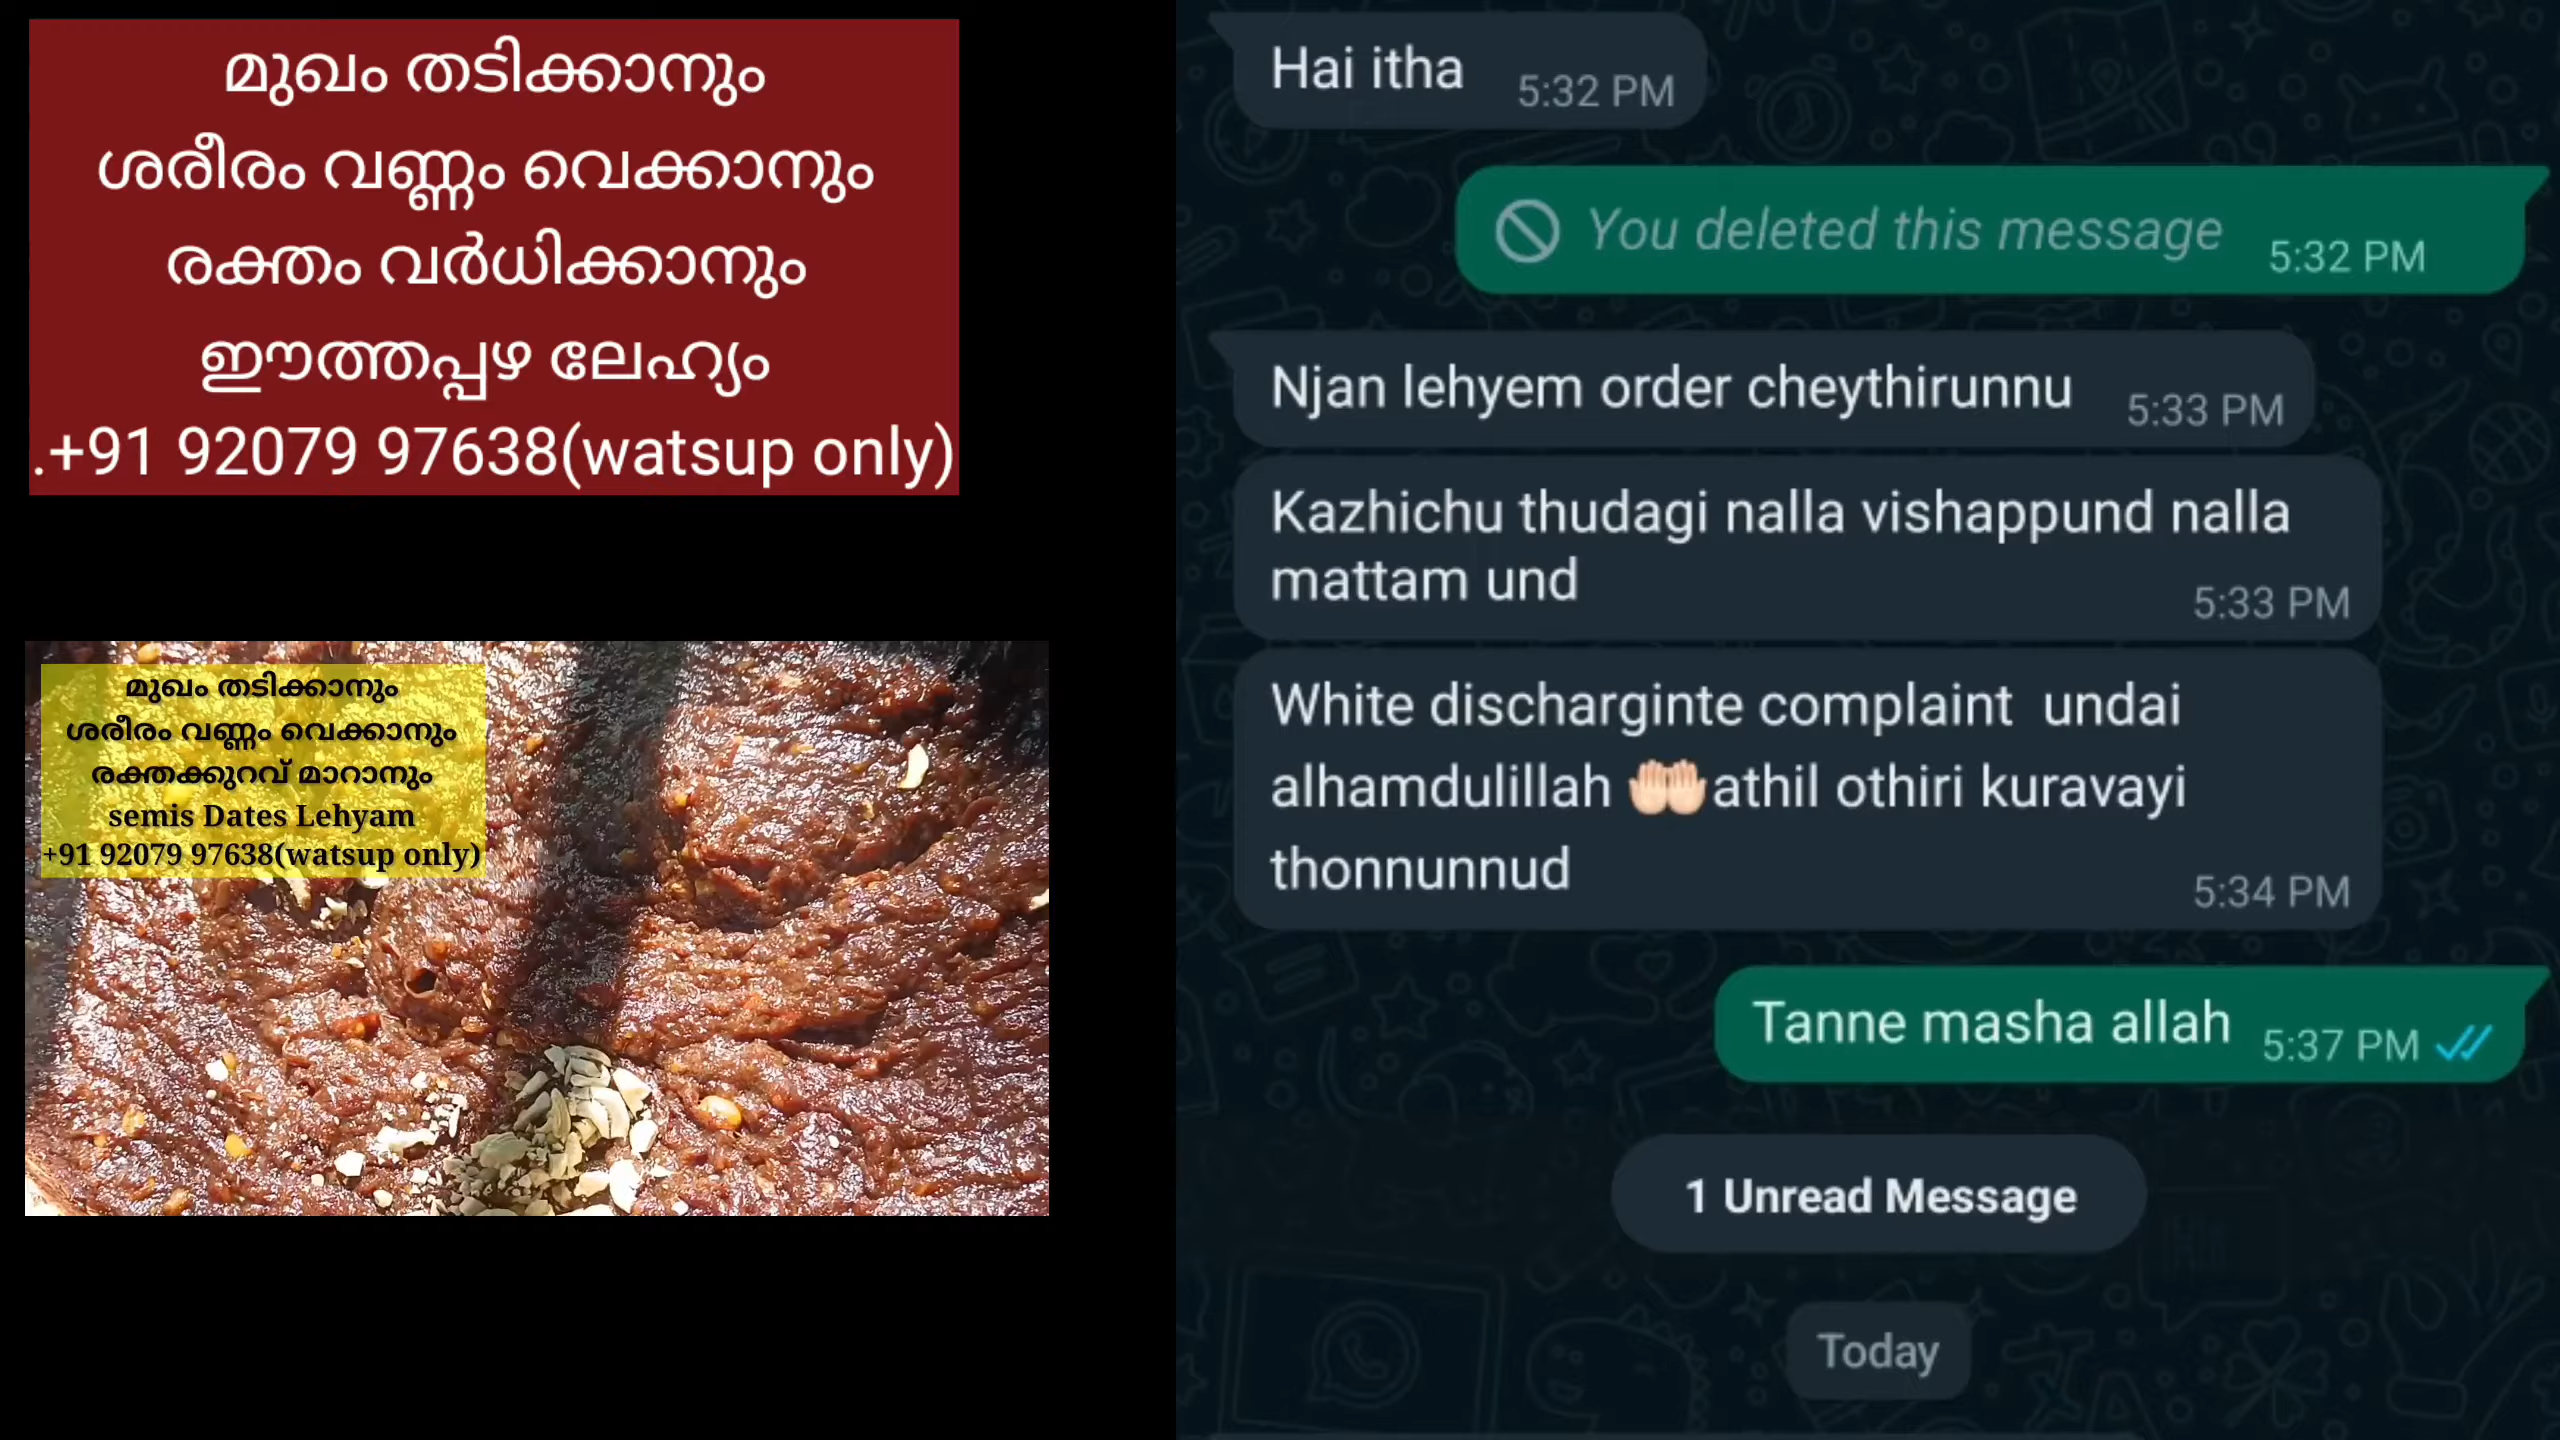 മുഖം തടിക്കാനും
ശരീരം വണ്ണം വെക്കാനും
രക്തം വർധിക്കാനും
ഈത്തപ്പഴ ലേഹ്യം
.+91 92079 97638(watsup only)
മുഖം തടിക്കാനും
ശരീരം വണ്ണം വെക്കാനും
രക്തക്കുറവ് മാറാനും
semis Dates Lehyam
+91 92079 97638(watsup only)
Hai itha 5:32 PM
You deleted this message 5:32 PM
Njan lehyem order cheythirunnu 5:33 PM
Kazhichu thudagi nalla vishappund nalla
mattam und 5:33 PM
White discharginte complaint undai
alhamdulillah 🤲🏻athil othiri kuravayi
thonnunnud 5:34 PM
Tanne masha allah 5:37 PM
1 Unread Message
Today